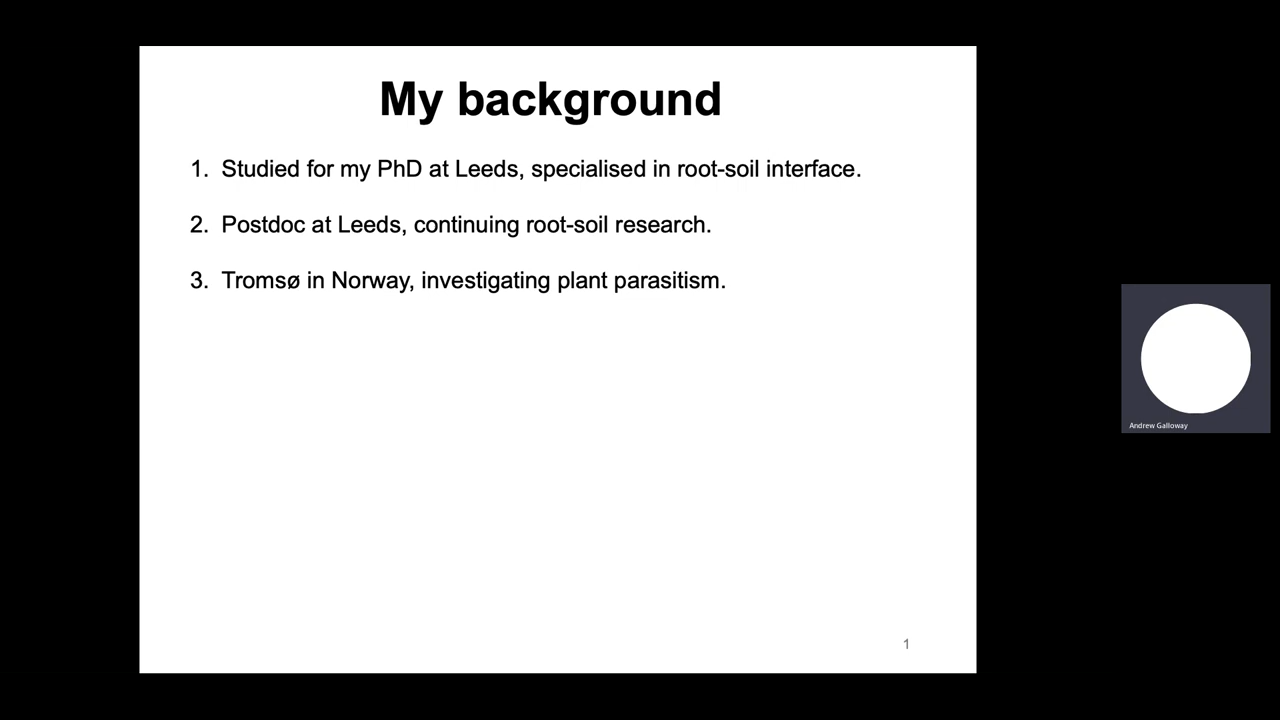 My background
1. Studied for my PhD at Leeds, specialised in root-soil interface.
2. Postdoc at Leeds, continuing root-soil research.
3. Tromsø in Norway, investigating plant parasitism.
Andrew Galloway
1